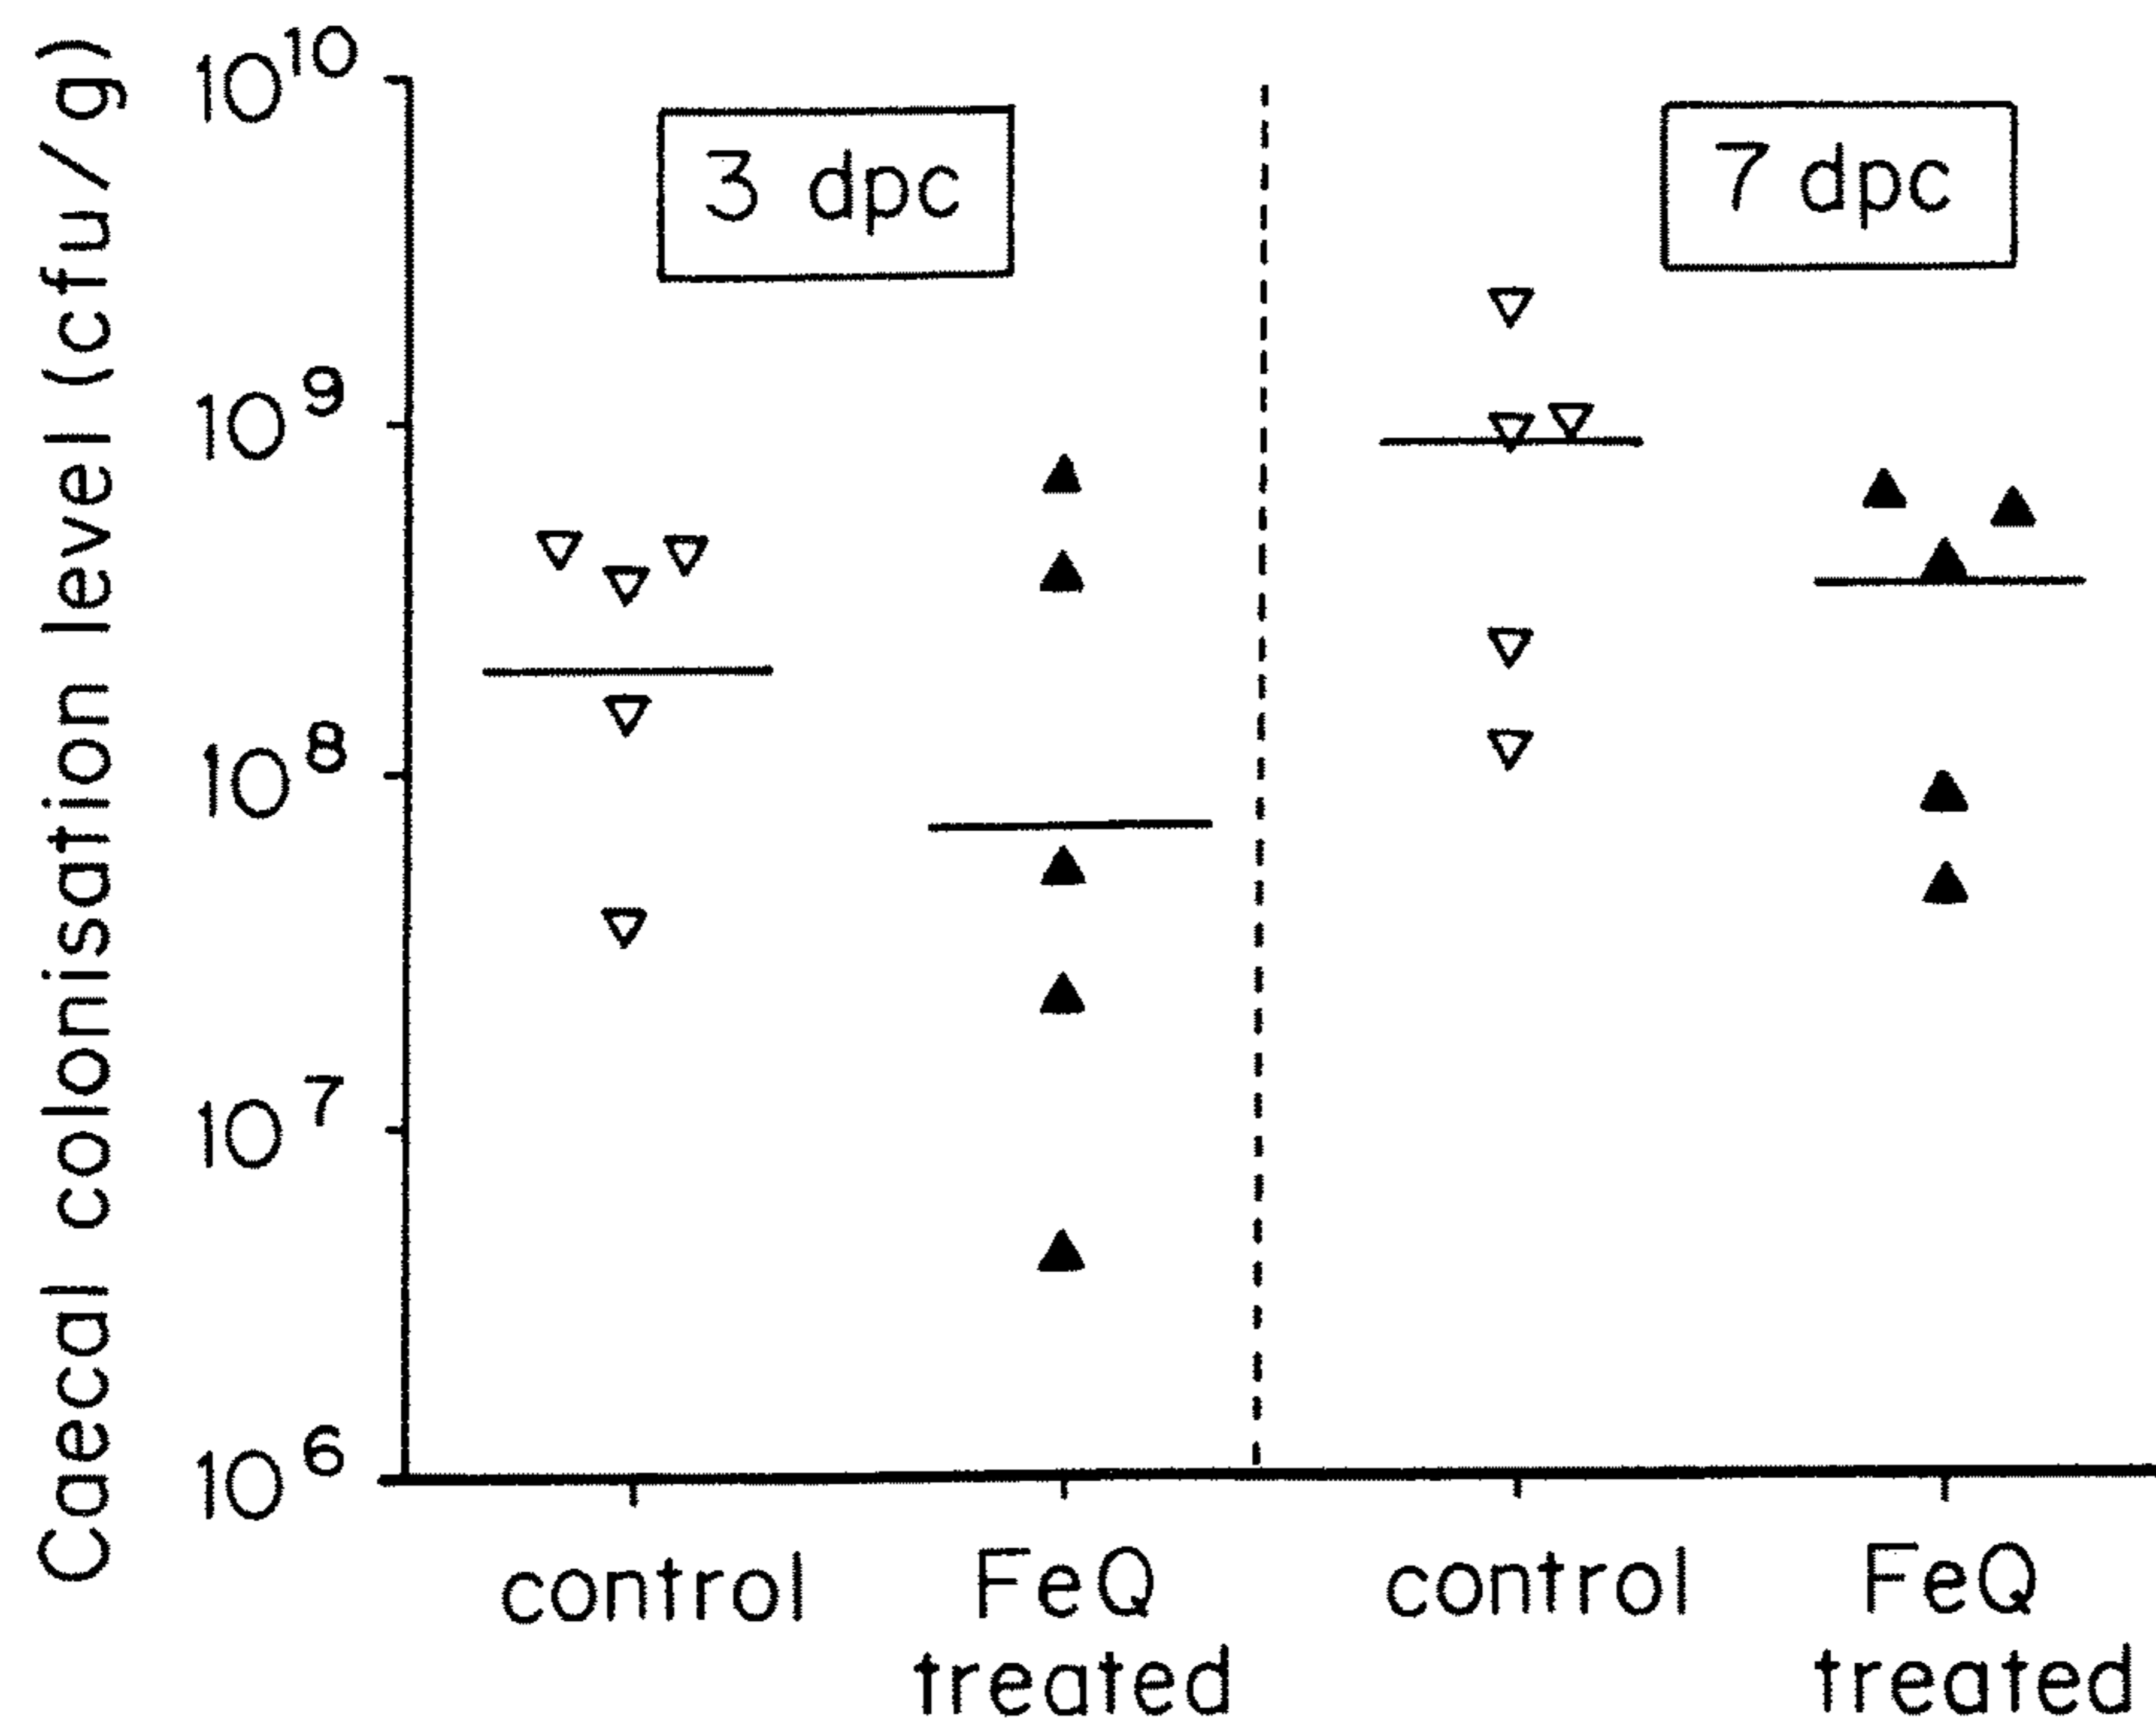 Caecal colonisation level (cfu/g)
10^10
10^9
10^8
10^7
10^6
3 dpc
7 dpc
control
FeQ
treated
control
FeQ
treated